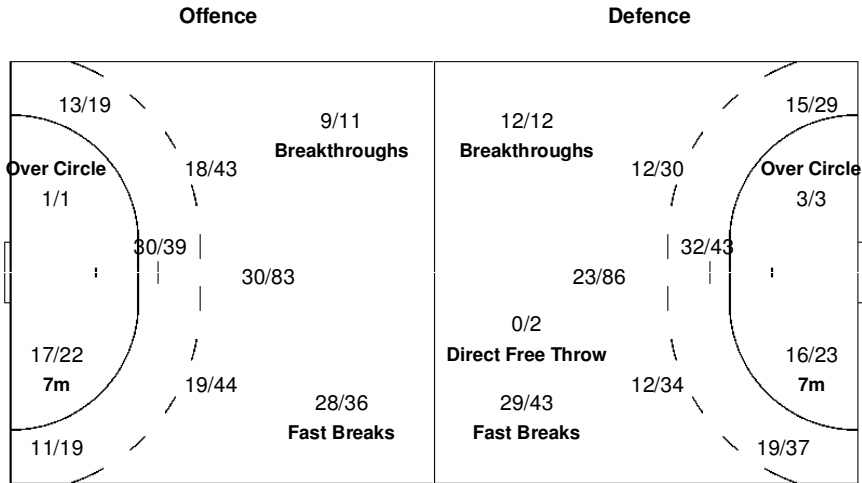 Offence
Defence
13/19
9/11
Breakthroughs
18/43
Over Circle
1/1
30/39
30/83
17/22
7m
19/44
28/36
Fast Breaks
11/19
12/12
Breakthroughs
15/29
12/30
Over Circle
3/3
32/43
23/86
0/2
Direct Free Throw
16/23
7m
12/34
29/43
Fast Breaks
19/37